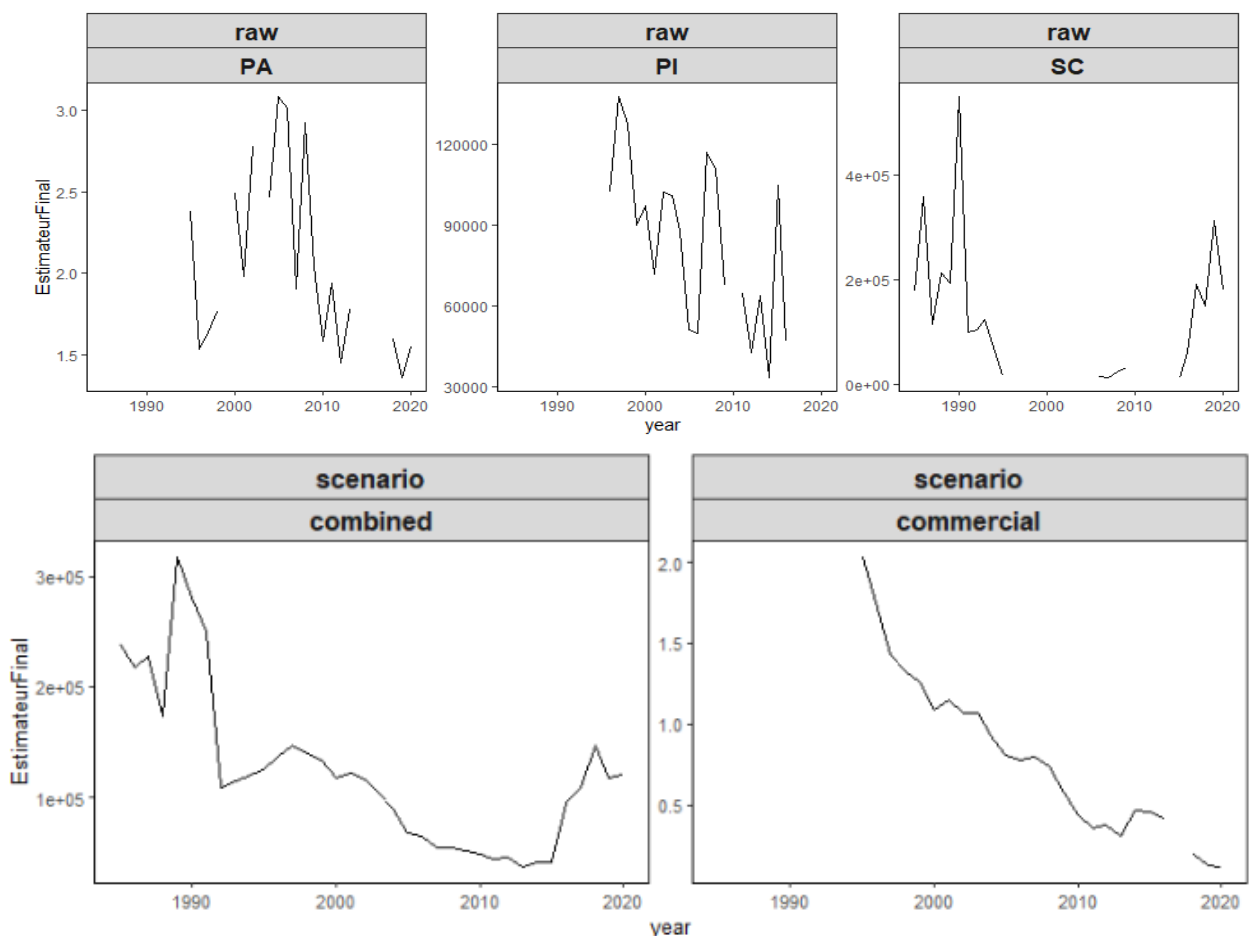 raw raw raw
PA PI SC
EstimateurFinal
3.0
2.5
2.0
1.5
120000
90000
60000
30000
4e+05
2e+05
0e+00
1990 2000 2010 2020 1990 2000 2010 2020 1990 2000 2010 2020
year
scenario scenario
combined commercial
EstimateurFinal
3e+05
2e+05
1e+05
2.0
1.5
1.0
0.5
1990 2000 2010 2020 1990 2000 2010 2020
year